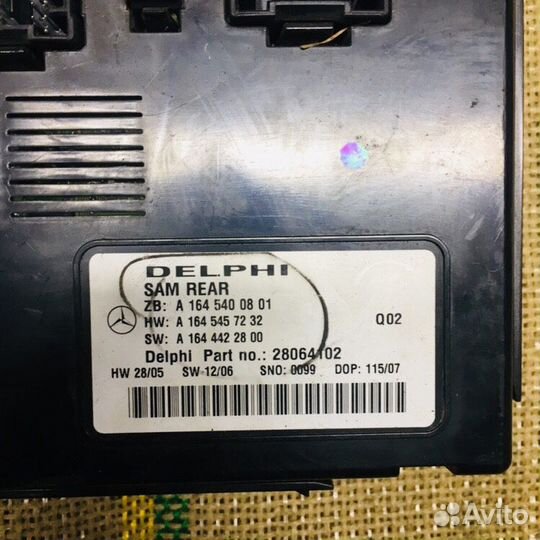 DELPHI
SAM REAR
ZB: A 164 540 08 01
HW: A 164 545 72 32
SW: A 164 442 28 00
Q02
Delphi Part no.: 28064102
HW 28/05 SW 12/06 SNO: 0099 DOP: 115/07
Avito